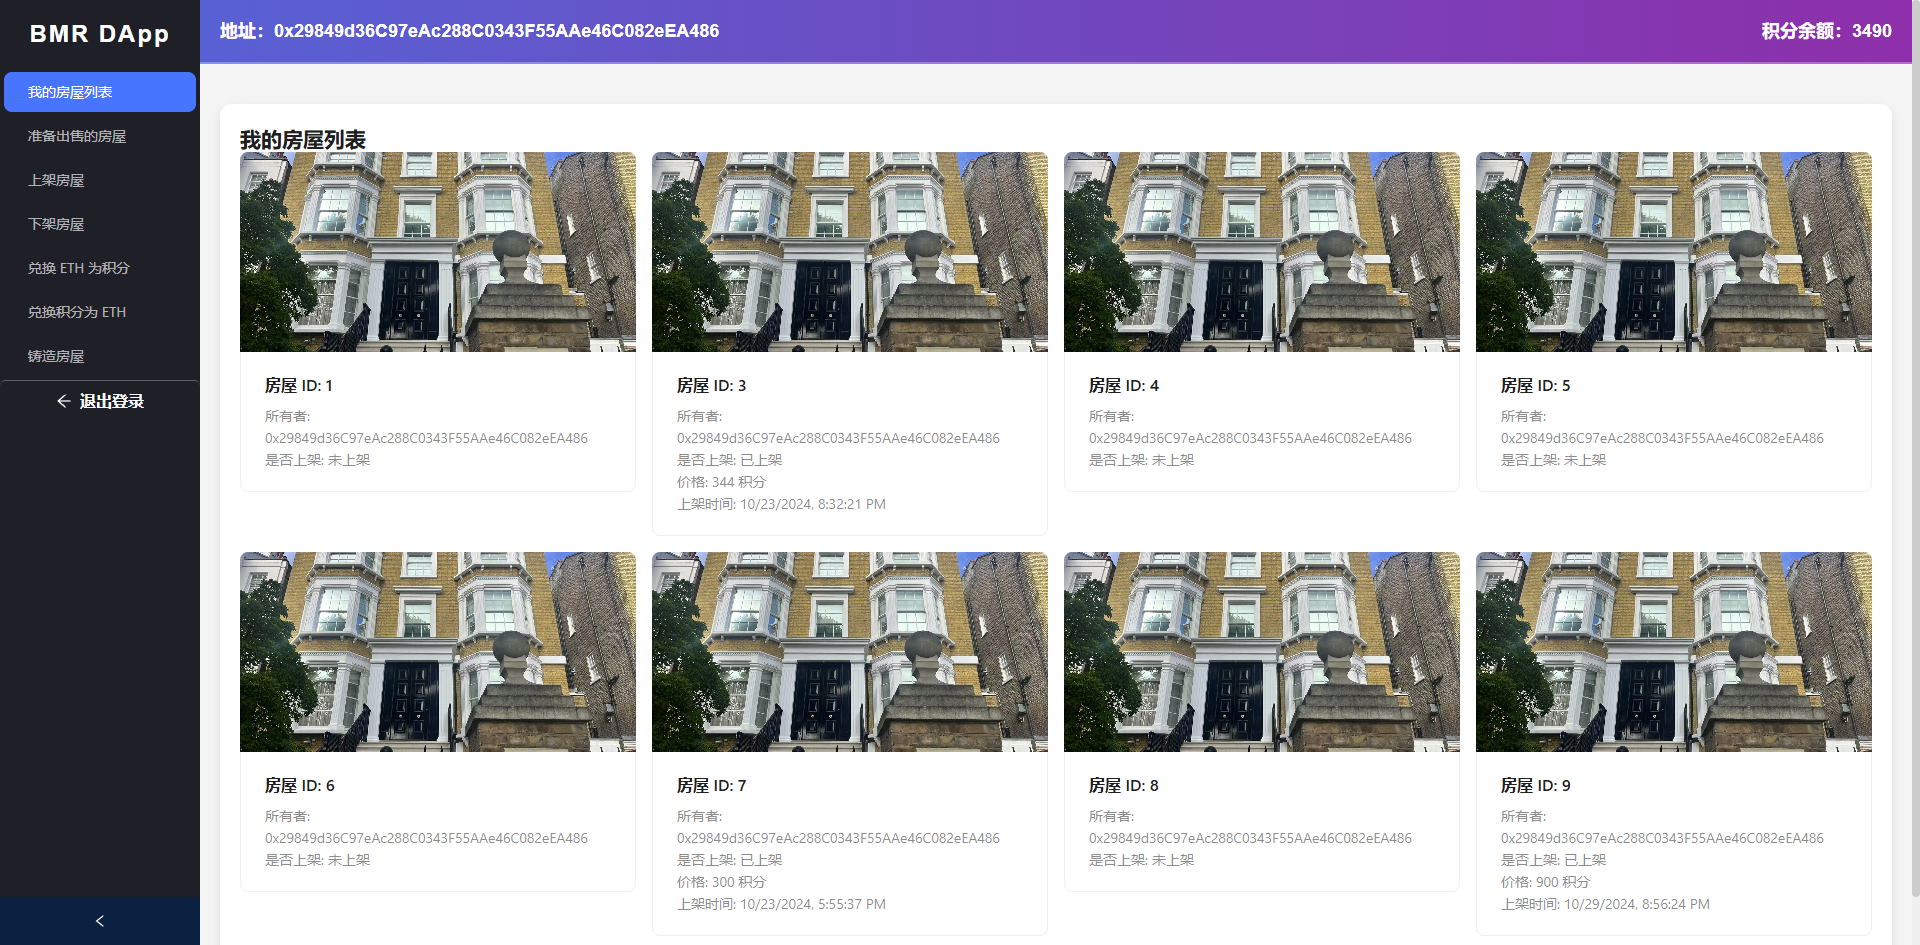 BMR DApp
我的房屋列表
准备出售的房屋
上架房屋
下架房屋
兑换 ETH 为积分
兑换积分为 ETH
铸造房屋
退出登录
地址：0x29849d36C97eAc288C0343F55AAe46C082eEA486
积分余额：3490
我的房屋列表
房屋 ID: 1
所有者:
0x29849d36C97eAc288C0343F55AAe46C082eEA486
是否上架: 未上架
房屋 ID: 3
所有者:
0x29849d36C97eAc288C0343F55AAe46C082eEA486
是否上架: 已上架
价格: 344 积分
上架时间: 10/23/2024, 8:32:21 PM
房屋 ID: 4
所有者:
0x29849d36C97eAc288C0343F55AAe46C082eEA486
是否上架: 未上架
房屋 ID: 5
所有者:
0x29849d36C97eAc288C0343F55AAe46C082eEA486
是否上架: 未上架
房屋 ID: 6
所有者:
0x29849d36C97eAc288C0343F55AAe46C082eEA486
是否上架: 未上架
房屋 ID: 7
所有者:
0x29849d36C97eAc288C0343F55AAe46C082eEA486
是否上架: 已上架
价格: 300 积分
上架时间: 10/23/2024, 5:55:37 PM
房屋 ID: 8
所有者:
0x29849d36C97eAc288C0343F55AAe46C082eEA486
是否上架: 未上架
房屋 ID: 9
所有者:
0x29849d36C97eAc288C0343F55AAe46C082eEA486
是否上架: 已上架
价格: 900 积分
上架时间: 10/29/2024, 8:56:24 PM